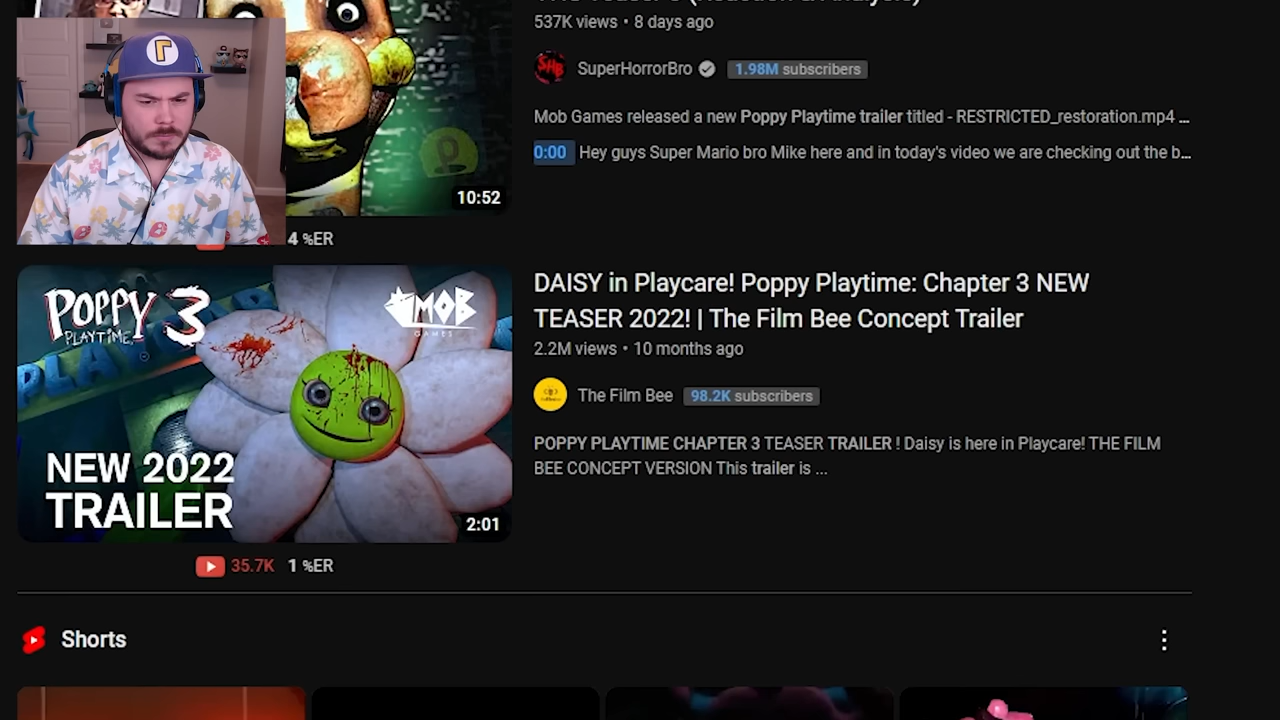 537K views • 8 days ago
SuperHorrorBro
1.98M subscribers
Mob Games released a new Poppy Playtime trailer titled - RESTRICTED_restoration.mp4 ...
0:00 Hey guys Super Mario bro Mike here and in today's video we are checking out the b...
10:52
4 %ER
POPPY
PLAYTIME
3
MOB
GAMES
PLAY
NEW 2022
TRAILER
2:01
DAISY in Playcare! Poppy Playtime: Chapter 3 NEW
TEASER 2022! | The Film Bee Concept Trailer
2.2M views • 10 months ago
The Film Bee
98.2K subscribers
POPPY PLAYTIME CHAPTER 3 TEASER TRAILER ! Daisy is here in Playcare! THE FILM
BEE CONCEPT VERSION This trailer is ...
35.7K 1 %ER
Shorts